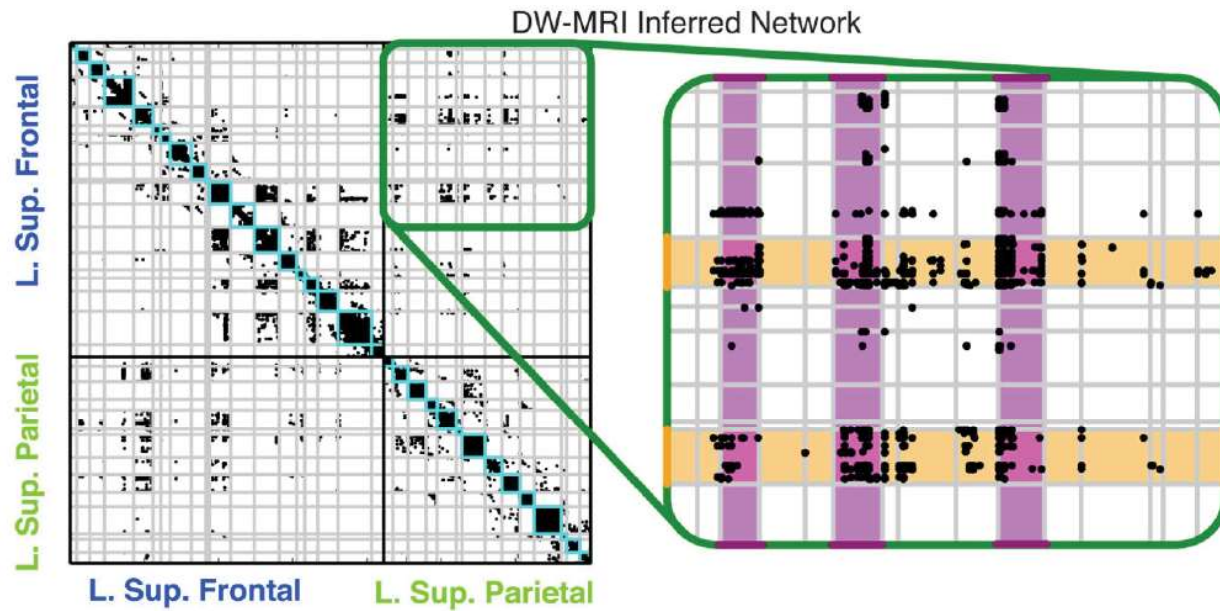 DW-MRI Inferred Network
L. Sup. Frontal
L. Sup. Parietal
L. Sup. Frontal
L. Sup. Parietal